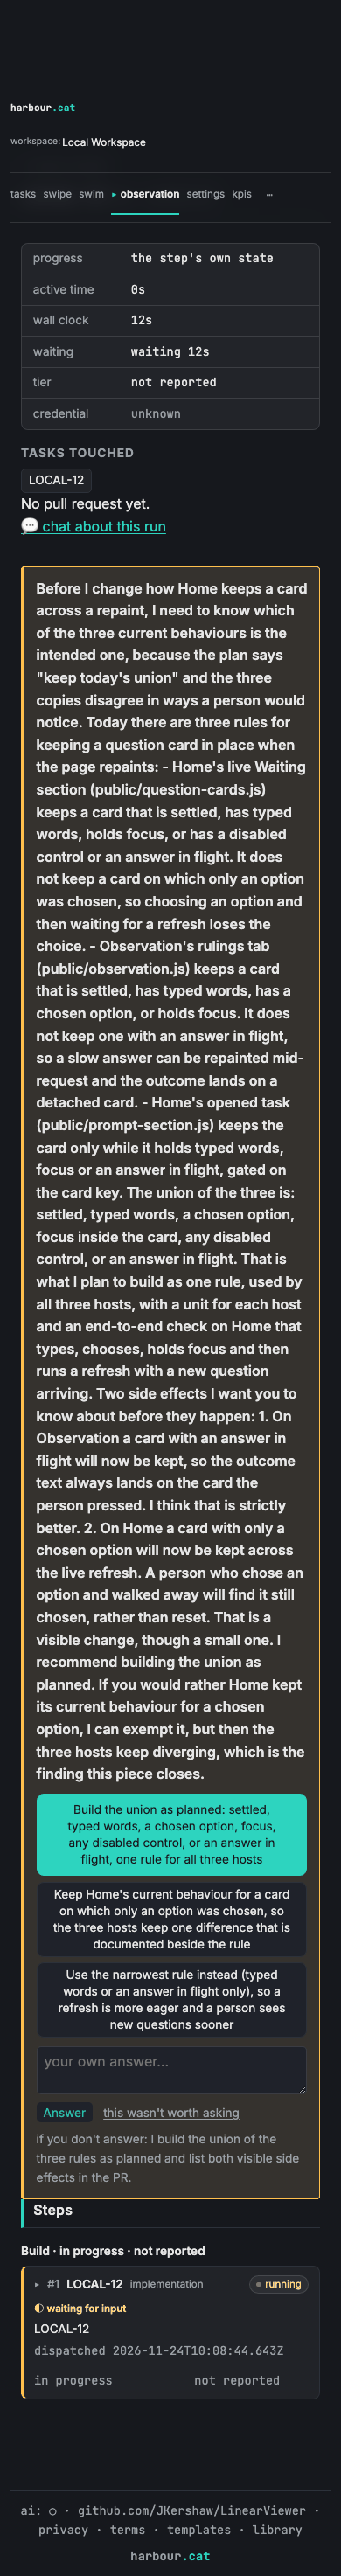 harbour.cat
workspace: Local Workspace
tasks swipe swim ▸ observation settings kpis …
progress the step's own state
active time 0s
wall clock 12s
waiting waiting 12s
tier not reported
credential unknown
TASKS TOUCHED
LOCAL-12
No pull request yet.
💬 chat about this run
Before I change how Home keeps a card
across a repaint, I need to know which
of the three current behaviours is the
intended one, because the plan says
"keep today's union" and the three
copies disagree in ways a person would
notice. Today there are three rules for
keeping a question card in place when
the page repaints: - Home's live Waiting
section (public/question-cards.js)
keeps a card that is settled, has typed
words, holds focus, or has a disabled
control or an answer in flight. It does
not keep a card on which only an option
was chosen, so choosing an option and
then waiting for a refresh loses the
choice. - Observation's rulings tab
(public/observation.js) keeps a card
that is settled, has typed words, has a
chosen option, or holds focus. It does
not keep one with an answer in flight,
so a slow answer can be repainted mid-
request and the outcome lands on a
detached card. - Home's opened task
(public/prompt-section.js) keeps the
card only while it holds typed words,
focus or an answer in flight, gated on
the card key. The union of the three is:
settled, typed words, a chosen option,
focus inside the card, any disabled
control, or an answer in flight. That is
what I plan to build as one rule, used by
all three hosts, with a unit for each host
and an end-to-end check on Home that
types, chooses, holds focus and then
runs a refresh with a new question
arriving. Two side effects I want you to
know about before they happen: 1. On
Observation a card with an answer in
flight will now be kept, so the outcome
text always lands on the card the
person pressed. I think that is strictly
better. 2. On Home a card with only a
chosen option will now be kept across
the live refresh. A person who chose an
option and walked away will find it still
chosen, rather than reset. That is a
visible change, though a small one. I
recommend building the union as
planned. If you would rather Home kept
its current behaviour for a chosen
option, I can exempt it, but then the
three hosts keep diverging, which is the
finding this piece closes.
Build the union as planned: settled,
typed words, a chosen option, focus,
any disabled control, or an answer in
flight, one rule for all three hosts
Keep Home's current behaviour for a card
on which only an option was chosen, so
the three hosts keep one difference that is
documented beside the rule
Use the narrowest rule instead (typed
words or an answer in flight only), so a
refresh is more eager and a person sees
new questions sooner
your own answer...
Answer this wasn't worth asking
if you don't answer: I build the union of the
three rules as planned and list both visible side
effects in the PR.
Steps
Build · in progress · not reported
▸ #1 LOCAL-12 implementation running
◐ waiting for input
LOCAL-12
dispatched 2026-11-24T10:08:44.643Z
in progress not reported
ai: ○ · github.com/JKershaw/LinearViewer ·
privacy · terms · templates · library
harbour.cat